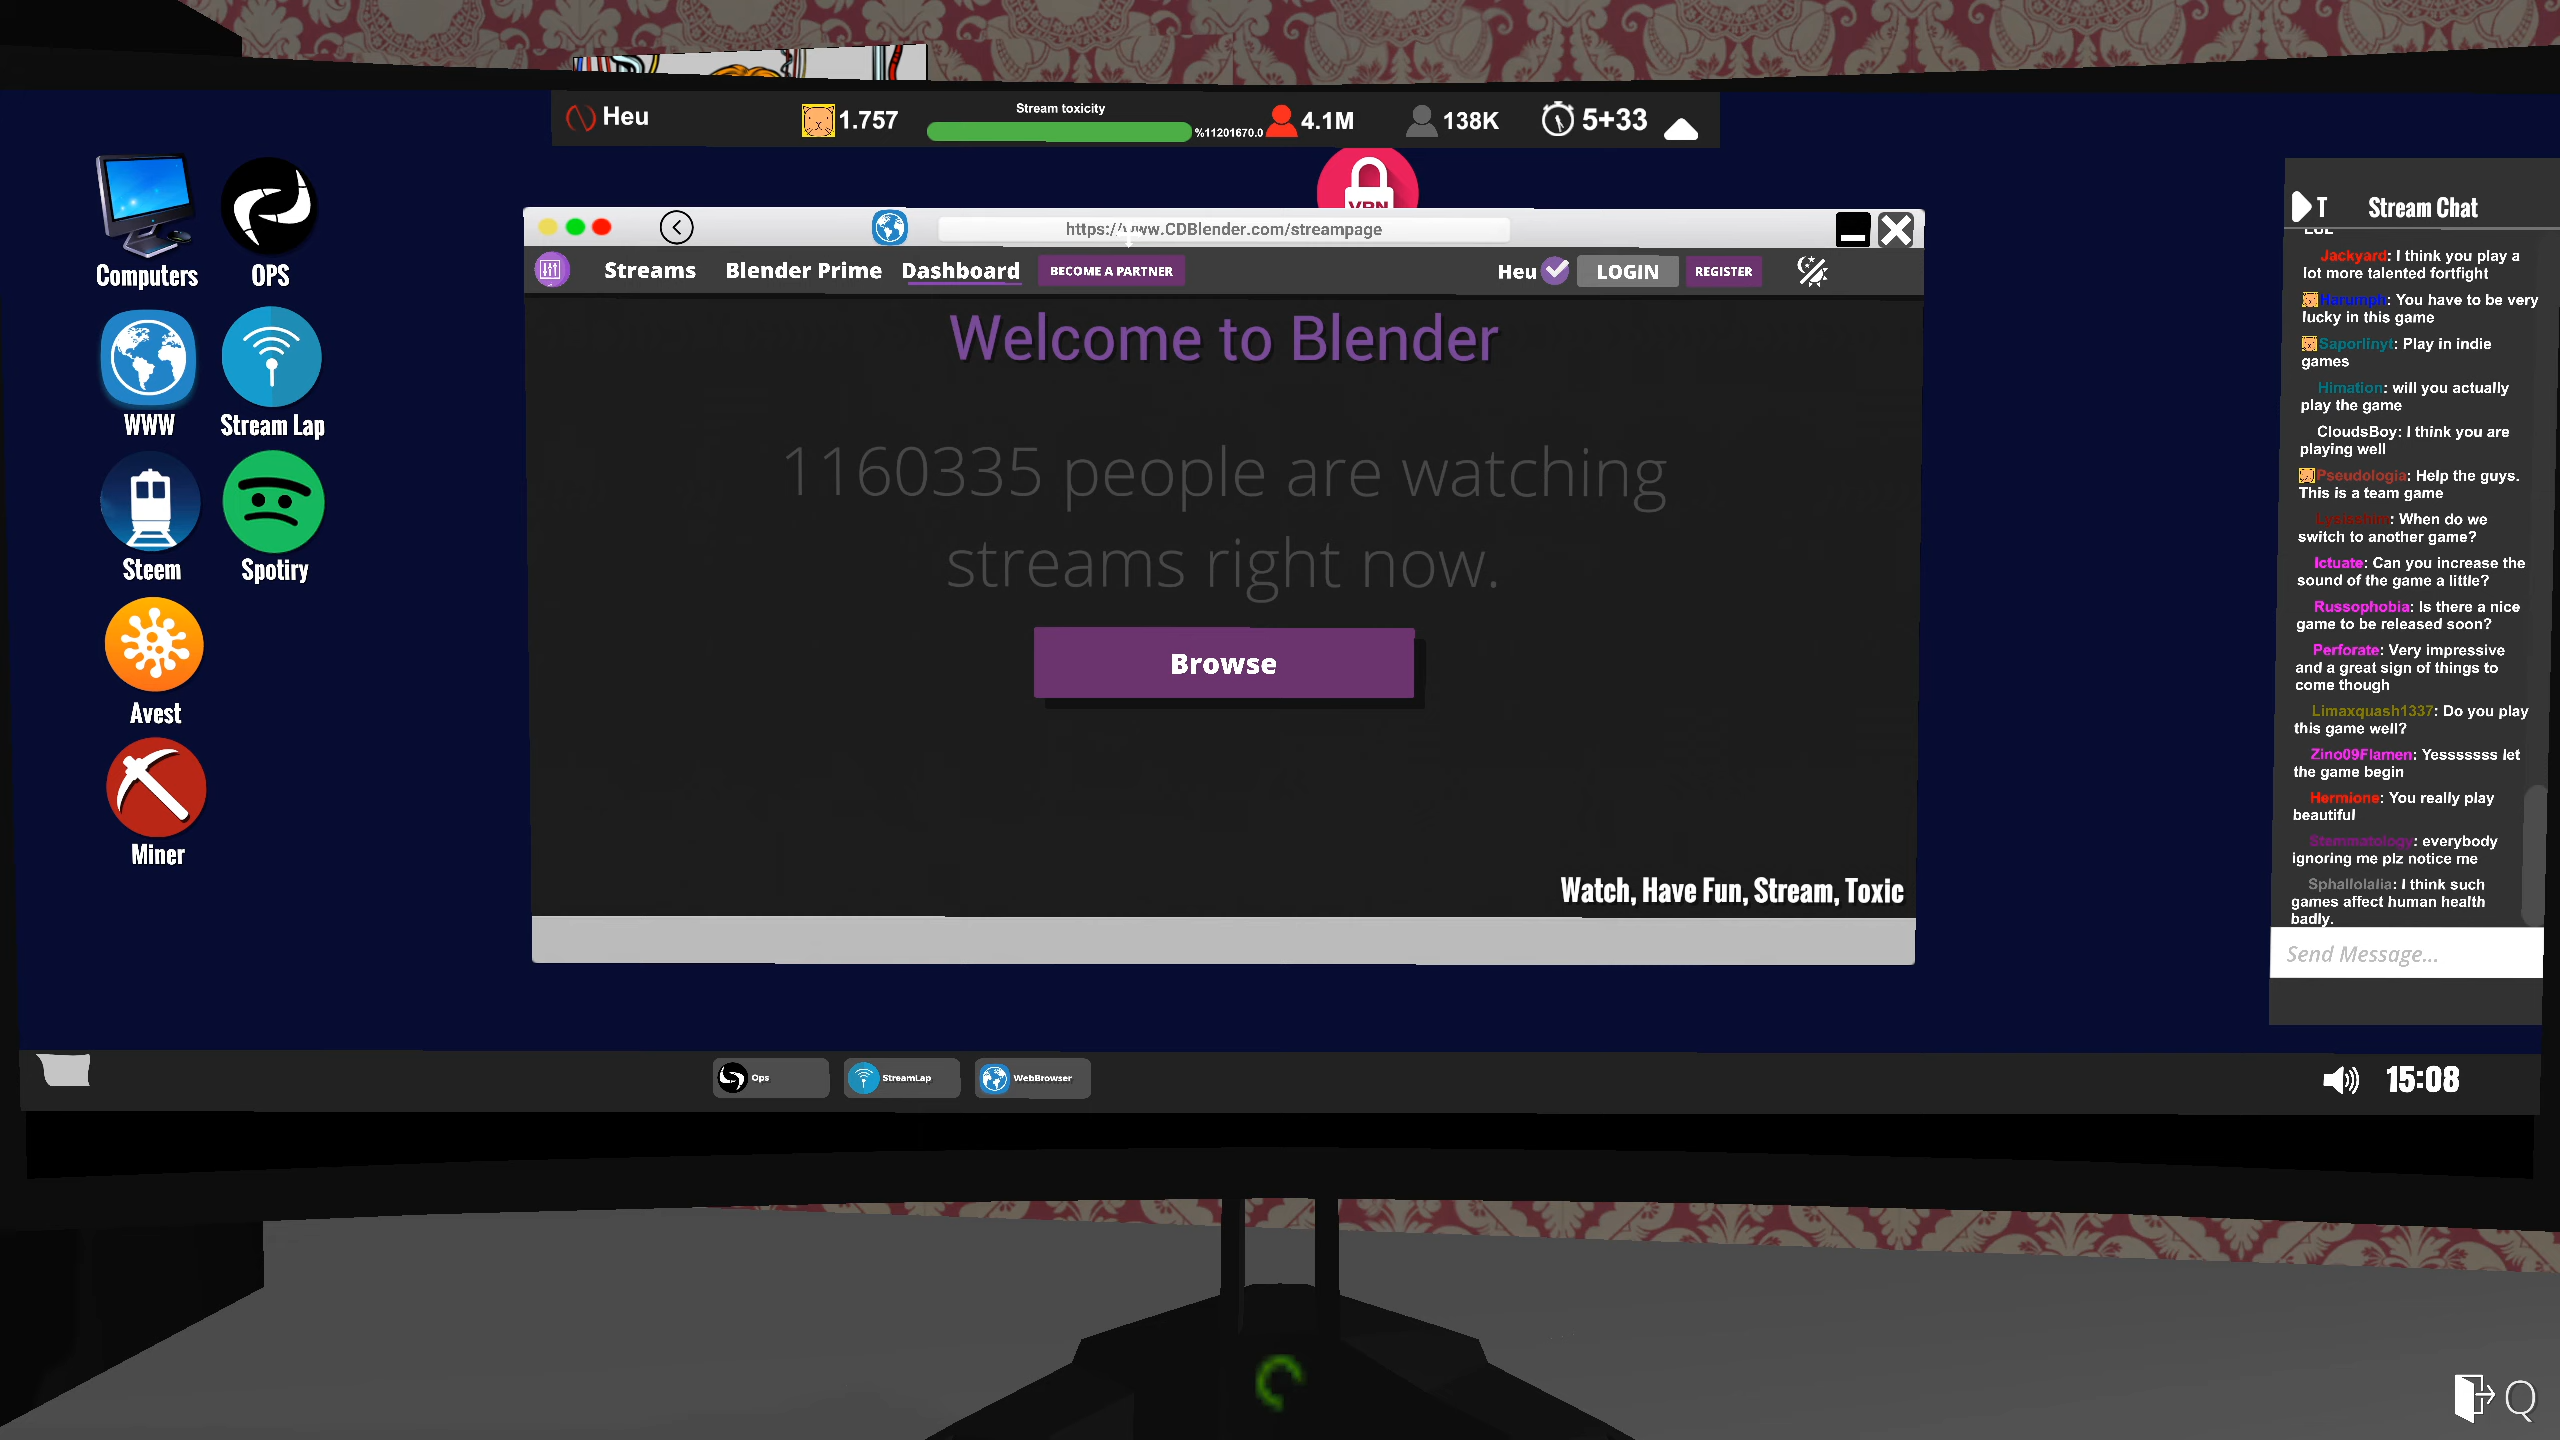 Heu
1.757
Stream toxicity
%11201670.0
4.1M
138K
5+33
VPN
Computers
OPS
WWW
Stream Lap
Steem
Spotiry
Avest
Miner
https://www.CDBlender.com/streampage
Streams
Blender Prime
Dashboard
BECOME A PARTNER
Heu
LOGIN
REGISTER
Welcome to Blender
1160335 people are watching
streams right now.
Browse
Watch, Have Fun, Stream, Toxic
T
Stream Chat
LOL
Jackyard: I think you play a
lot more talented fortfight
Harumph: You have to be very
lucky in this game
Saporlinyt: Play in indie
games
Himation: will you actually
play the game
CloudsBoy: I think you are
playing well
Pseudologia: Help the guys.
This is a team game
: When do we
switch to another game?
Ictuate: Can you increase the
sound of the game a little?
Russophobia: Is there a nice
game to be released soon?
Perforate: Very impressive
and a great sign of things to
come though
Limaxquash1337: Do you play
this game well?
Zino09Flamen: Yesssssss let
the game begin
Hermione: You really play
beautiful
Stemmatology: everybody
ignoring me plz notice me
Sphallolalia: I think such
games affect human health
badly.
Send Message...
Ops
StreamLap
WebBrowser
15:08
Q